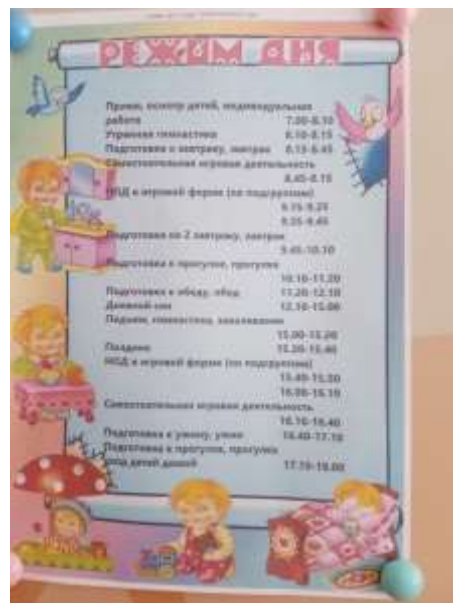 РЕЖИМ ДНЯ
Прием, осмотр детей, индивидуальная
работа 7.00-8.10
Утренняя гимнастика 8.10-8.15
Подготовка к завтраку, завтрак 8.15-8.45
Самостоятельная игровая деятельность
8.45-9.15
НОД в игровой форме (по подгруппам)
9.15-9.25
9.35-9.45
Подготовка ко 2 завтраку, завтрак
9.45-10.10
Подготовка к прогулке, прогулка
10.10-11.20
Подготовка к обеду, обед 11.20-12.10
Дневной сон 12.10-15.00
Подъем, гимнастика, закаливание
15.00-15.20
Полдник 15.20-15.40
НОД в игровой форме (по подгруппам)
15.40-15.50
16.00-16.10
Самостоятельная игровая деятельность
16.10-16.40
Подготовка к ужину, ужин 16.40-17.10
Подготовка к прогулке, прогулка
уход детей домой 17.10-19.00